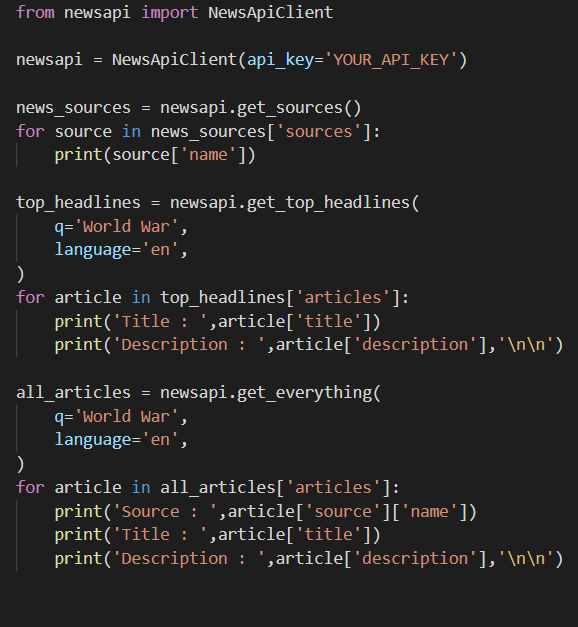 from newsapi import NewsApiClient

newsapi = NewsApiClient(api_key='YOUR_API_KEY')

news_sources = newsapi.get_sources()
for source in news_sources['sources']:
    print(source['name'])

top_headlines = newsapi.get_top_headlines(
    q='World War',
    language='en',
)
for article in top_headlines['articles']:
    print('Title : ',article['title'])
    print('Description : ',article['description'],'\n\n')

all_articles = newsapi.get_everything(
    q='World War',
    language='en',
)
for article in all_articles['articles']:
    print('Source : ',article['source']['name'])
    print('Title : ',article['title'])
    print('Description : ',article['description'],'\n\n')